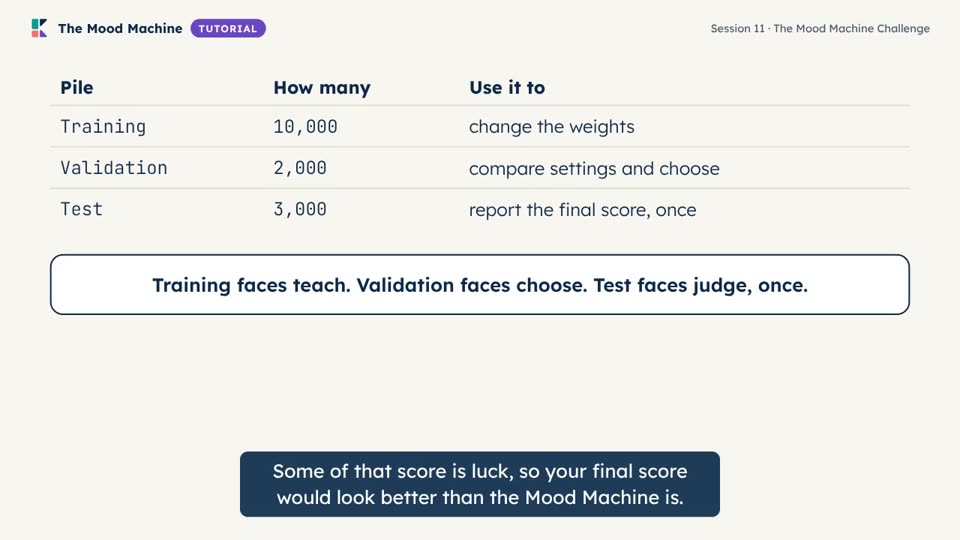 The Mood Machine TUTORIAL
Session 11 · The Mood Machine Challenge
Pile How many Use it to
Training 10,000 change the weights
Validation 2,000 compare settings and choose
Test 3,000 report the final score, once
Training faces teach. Validation faces choose. Test faces judge, once.
Some of that score is luck, so your final score
would look better than the Mood Machine is.